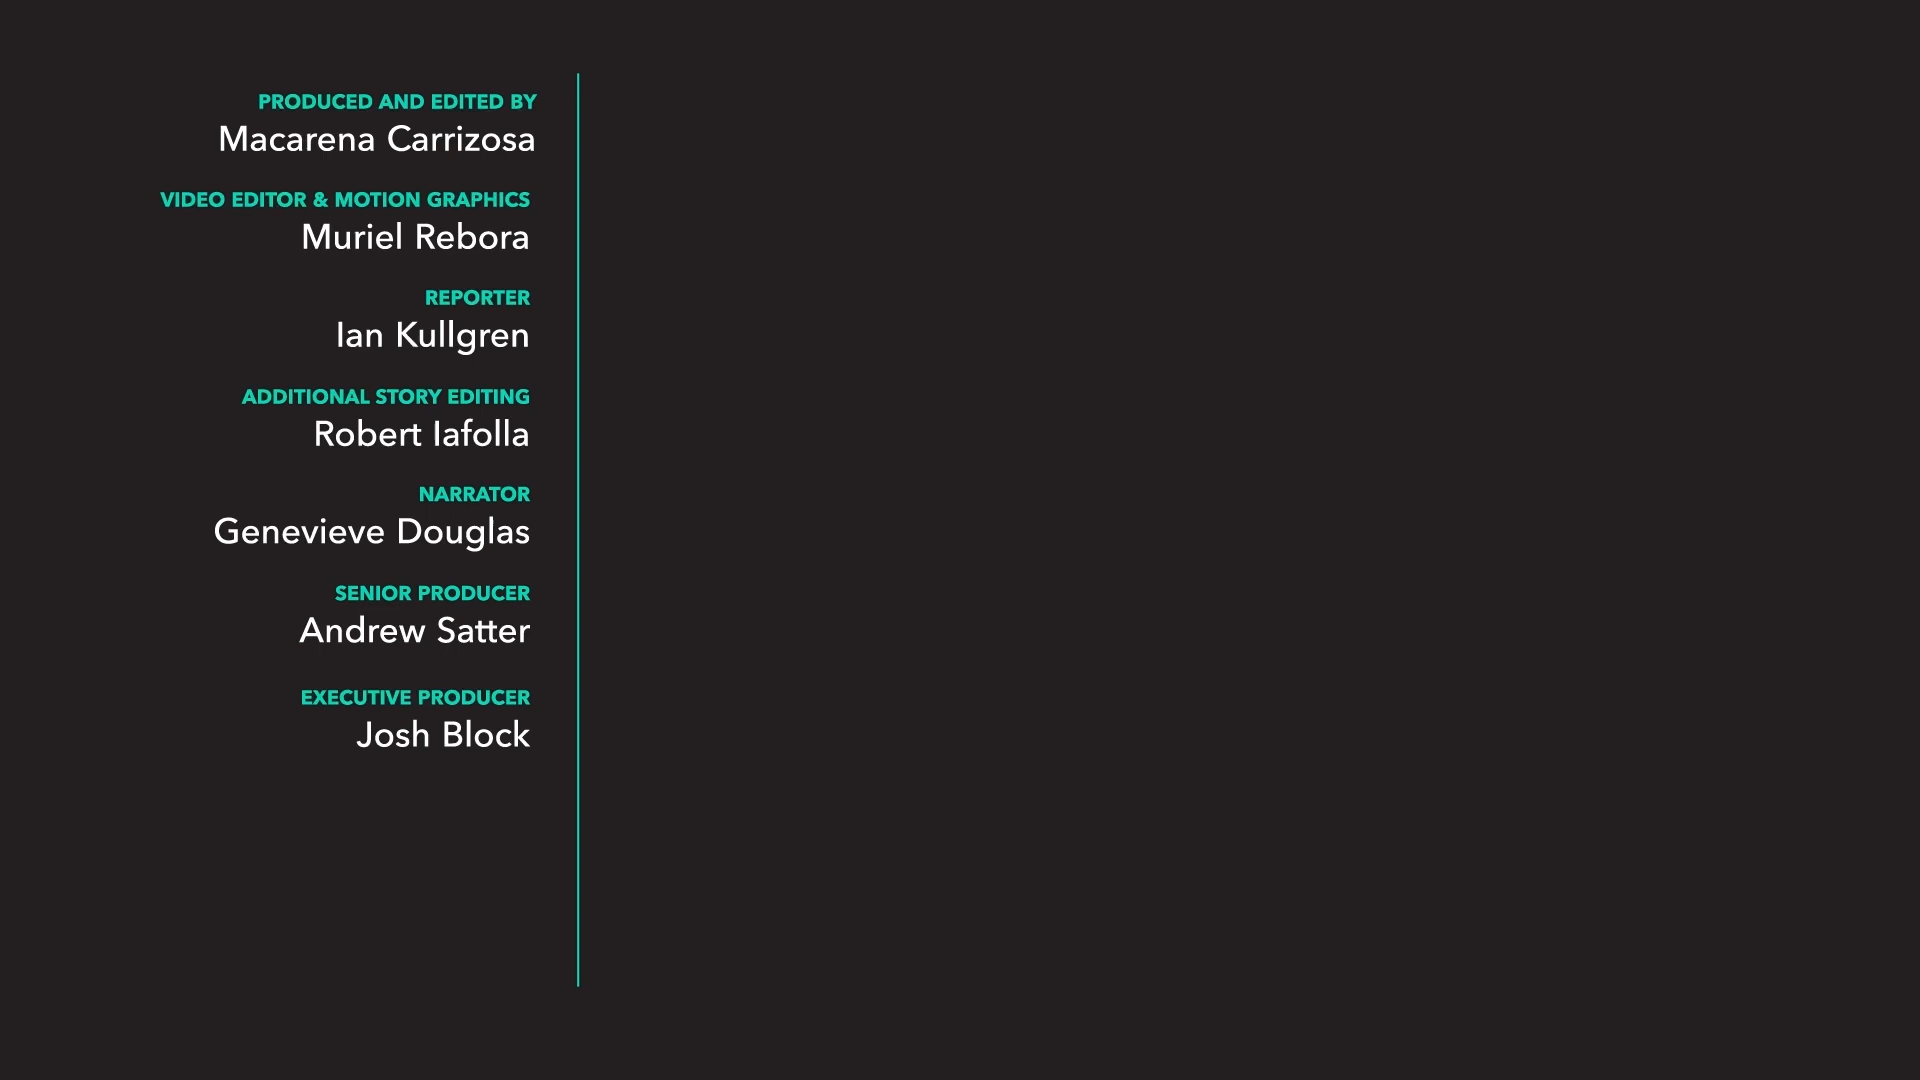 PRODUCED AND EDITED BY
Macarena Carrizosa
VIDEO EDITOR & MOTION GRAPHICS
Muriel Rebora
REPORTER
Ian Kullgren
ADDITIONAL STORY EDITING
Robert Iafolla
NARRATOR
Genevieve Douglas
SENIOR PRODUCER
Andrew Satter
EXECUTIVE PRODUCER
Josh Block